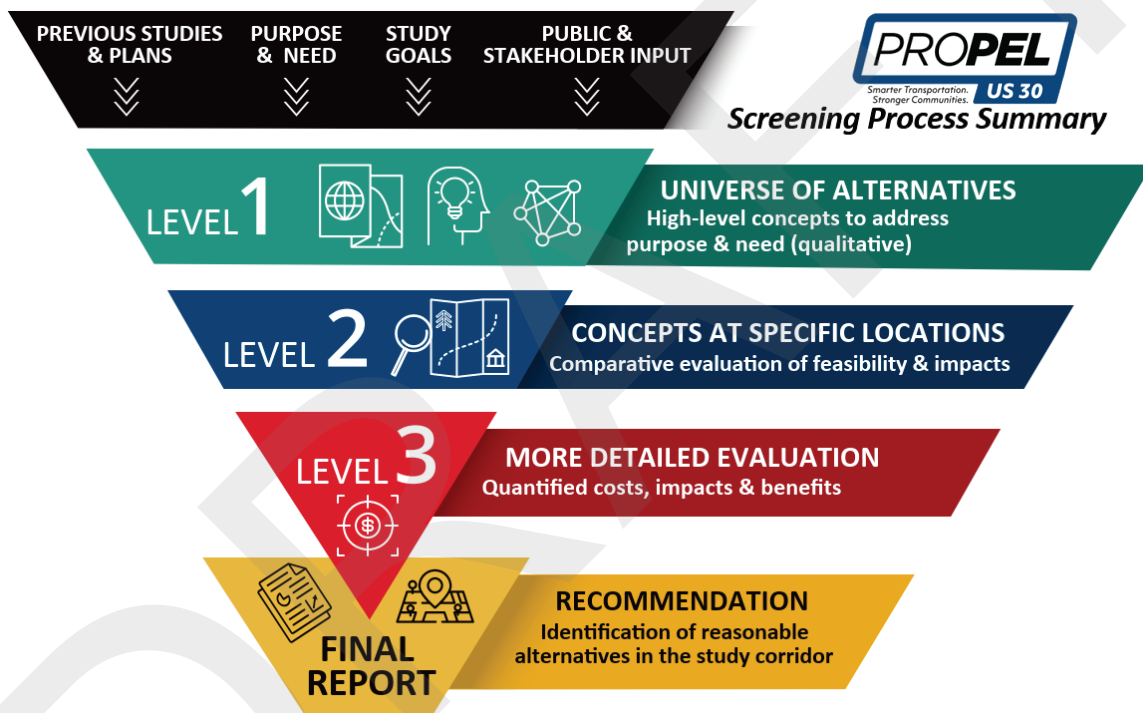 PREVIOUS STUDIES
& PLANS
PURPOSE
& NEED
STUDY
GOALS
PUBLIC &
STAKEHOLDER INPUT
PROPEL
Smarter Transportation.
Stronger Communities.
US 30
Screening Process Summary
LEVEL 1
UNIVERSE OF ALTERNATIVES
High-level concepts to address
purpose & need (qualitative)
LEVEL 2
CONCEPTS AT SPECIFIC LOCATIONS
Comparative evaluation of feasibility & impacts
LEVEL 3
$
MORE DETAILED EVALUATION
Quantified costs, impacts & benefits
FINAL
REPORT
RECOMMENDATION
Identification of reasonable
alternatives in the study corridor
DRAFT